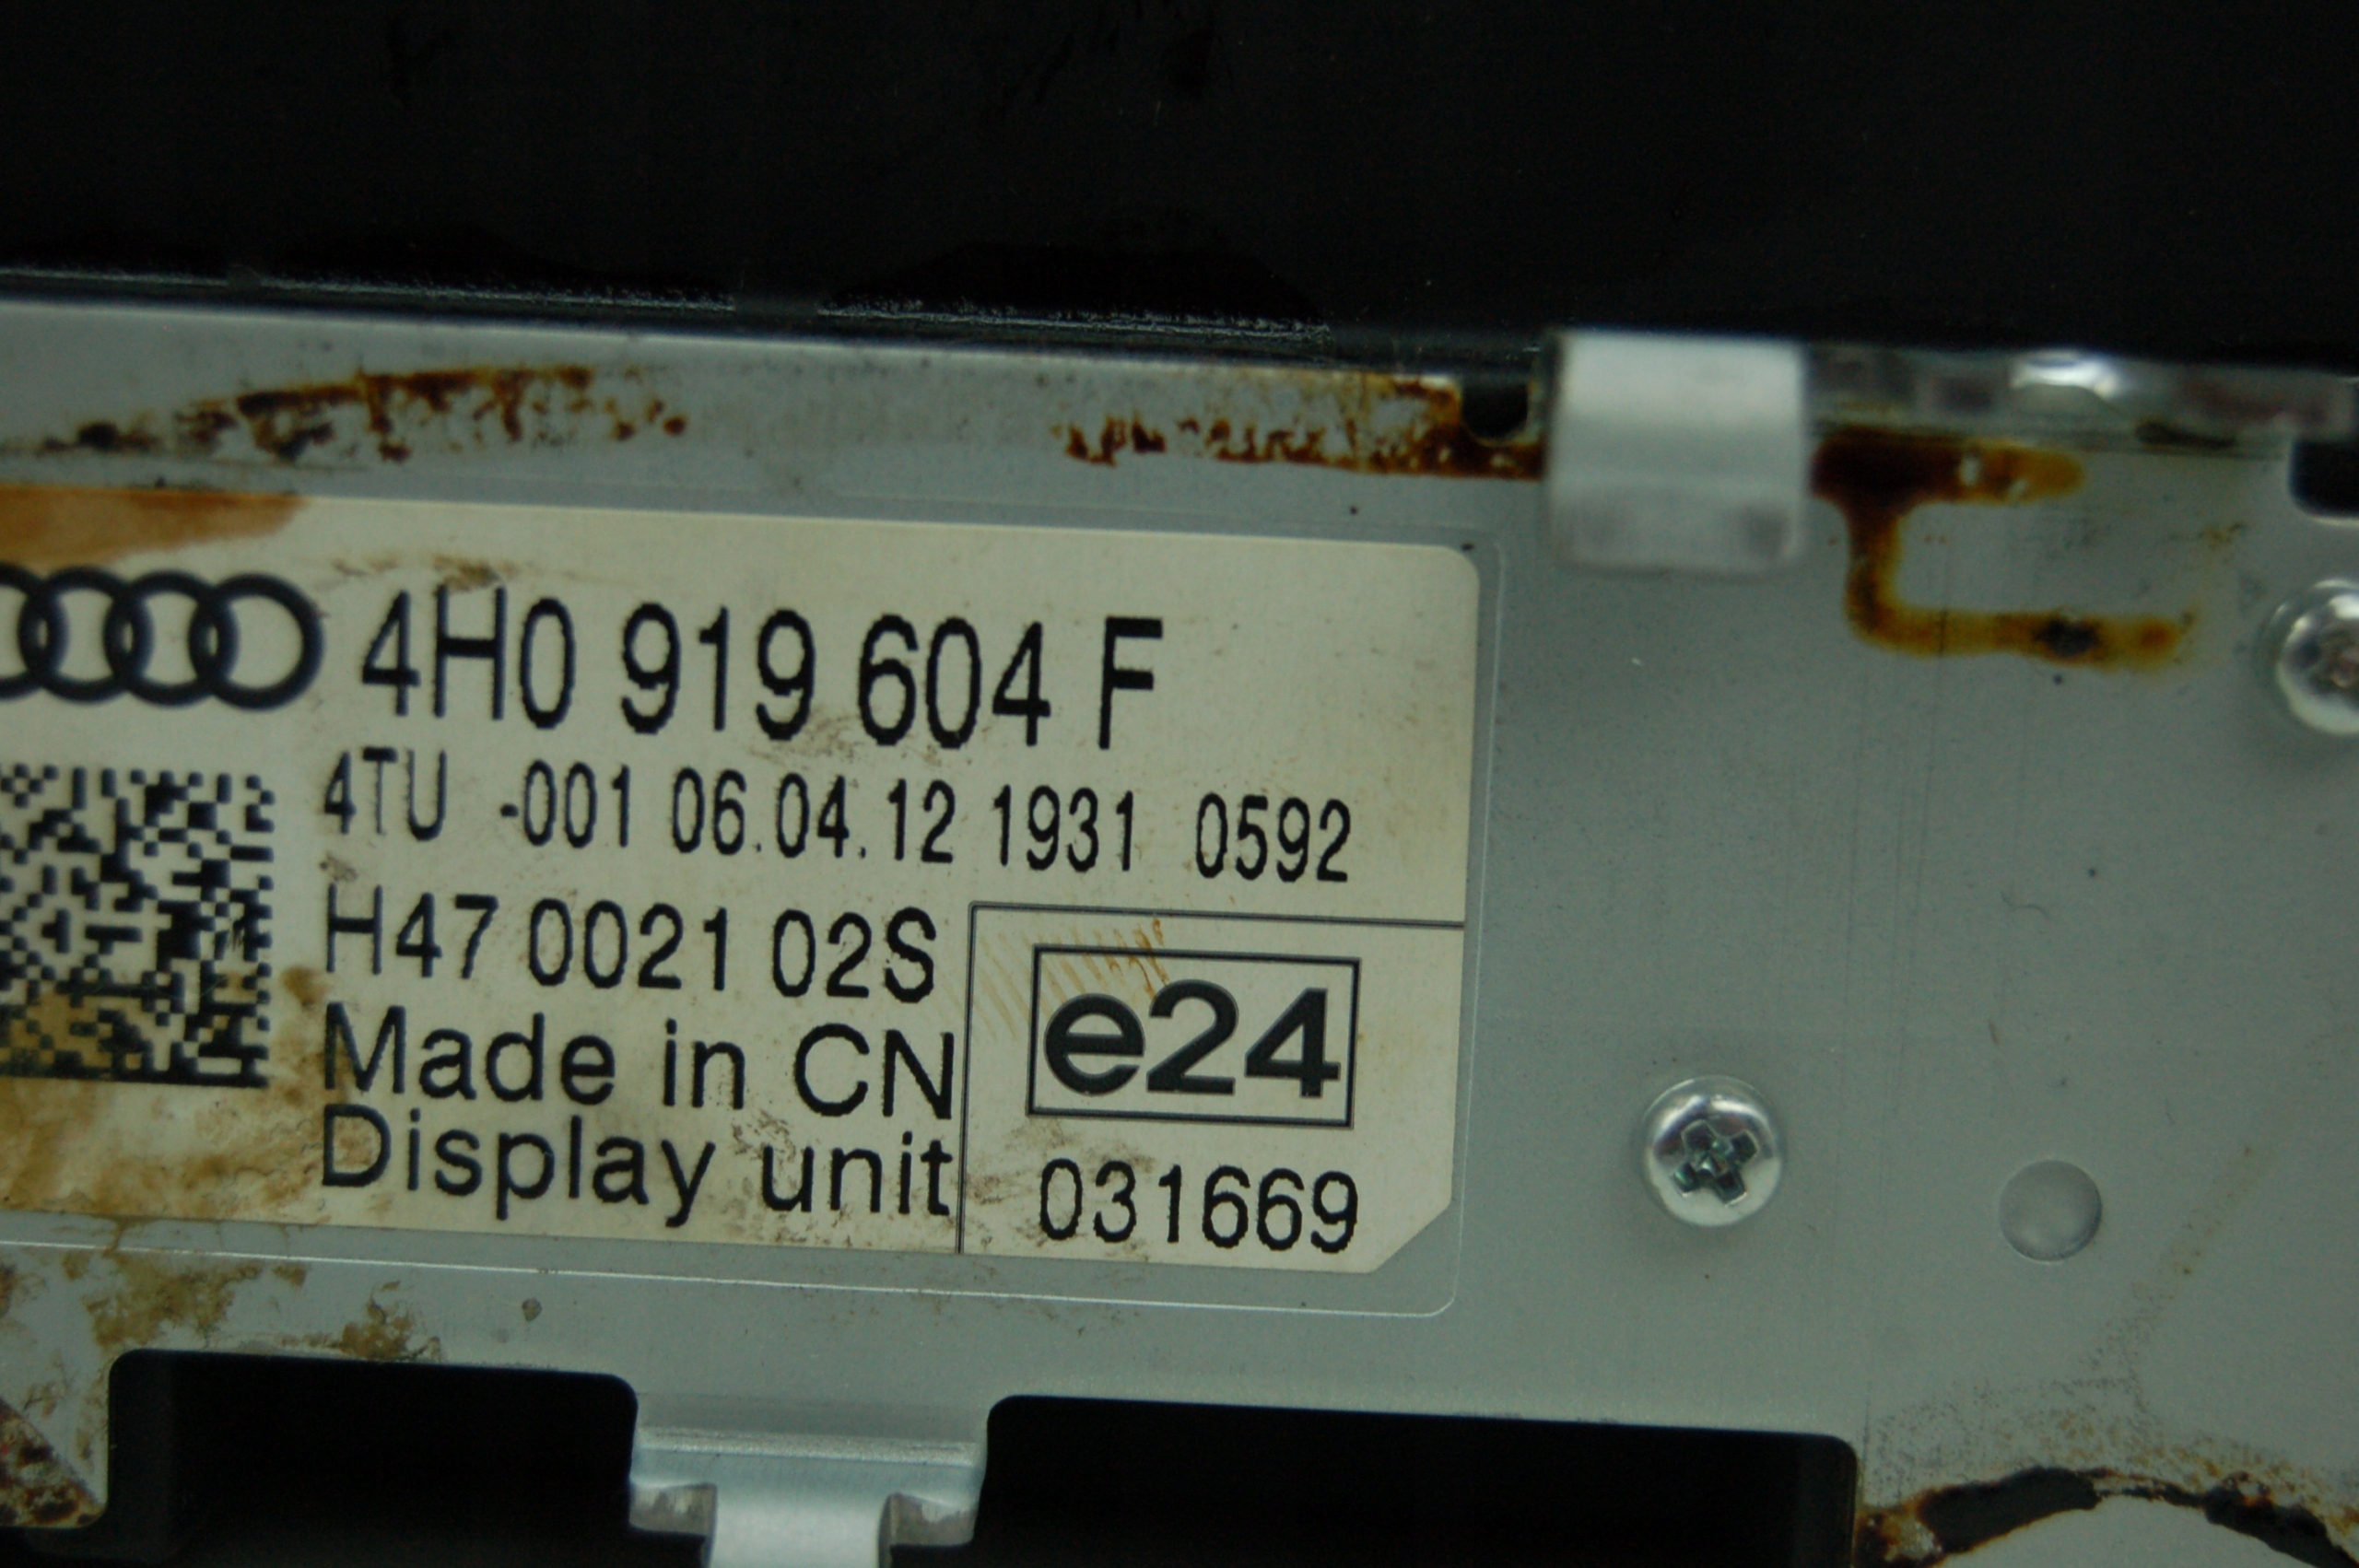 4H0 919 604 F
4TU -001 06.04.12 1931 0592
H47 0021 02S
Made in CN
Display unit
e24
031669